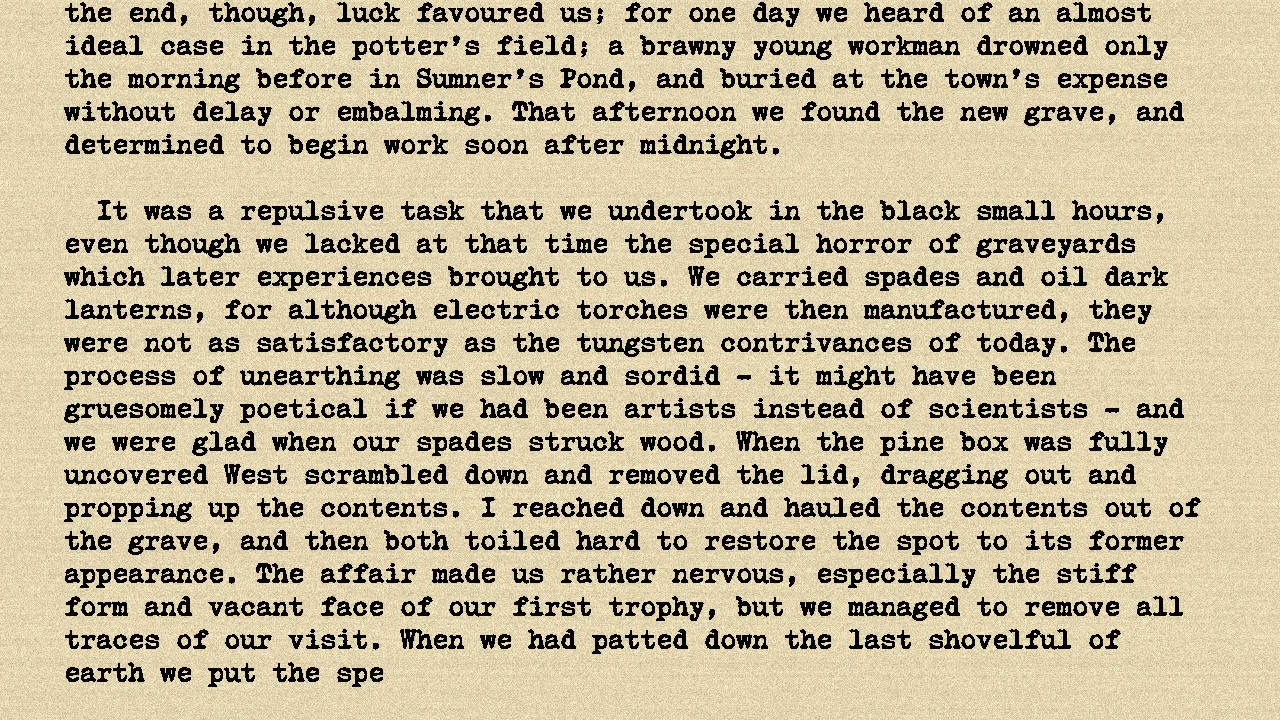 the end, though, luck favoured us; for one day we heard of an almost
ideal case in the potter's field; a brawny young workman drowned only
the morning before in Sumner's Pond, and buried at the town's expense
without delay or embalming. That afternoon we found the new grave, and
determined to begin work soon after midnight.
It was a repulsive task that we undertook in the black small hours,
even though we lacked at that time the special horror of graveyards
which later experiences brought to us. We carried spades and oil dark
lanterns, for although electric torches were then manufactured, they
were not as satisfactory as the tungsten contrivances of today. The
process of unearthing was slow and sordid – it might have been
gruesomely poetical if we had been artists instead of scientists – and
we were glad when our spades struck wood. When the pine box was fully
uncovered West scrambled down and removed the lid, dragging out and
propping up the contents. I reached down and hauled the contents out of
the grave, and then both toiled hard to restore the spot to its former
appearance. The affair made us rather nervous, especially the stiff
form and vacant face of our first trophy, but we managed to remove all
traces of our visit. When we had patted down the last shovelful of
earth we put the spe